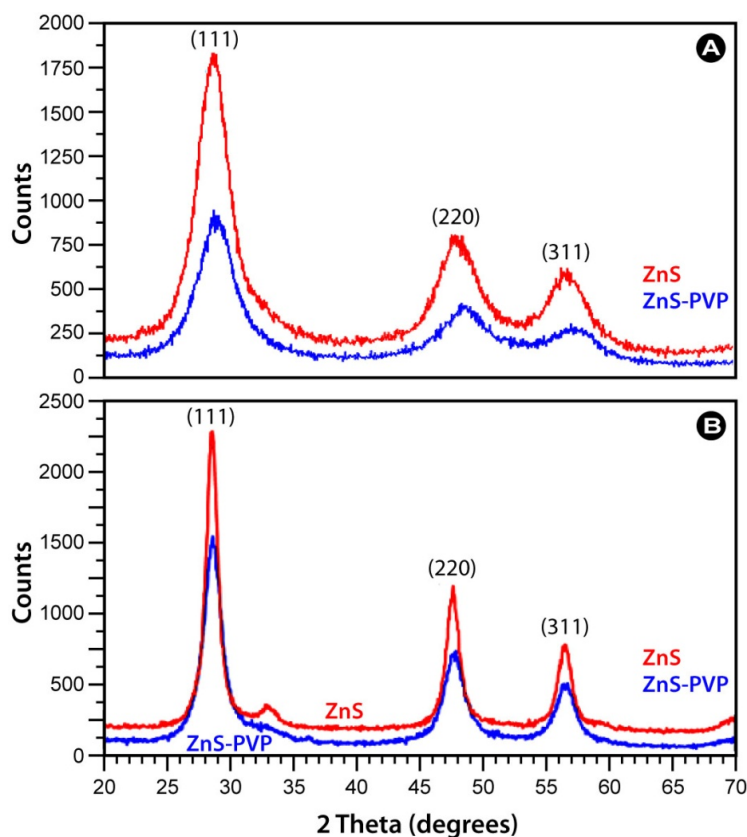 2000
1750
1500
1250
1000
750
500
250
0
Counts
(111)
(220)
(311)
A
ZnS
ZnS-PVP
2500
2000
1500
1000
500
0
Counts
(111)
(220)
(311)
B
ZnS
ZnS-PVP
ZnS
ZnS-PVP
20 25 30 35 40 45 50 55 60 65 70
2 Theta (degrees)